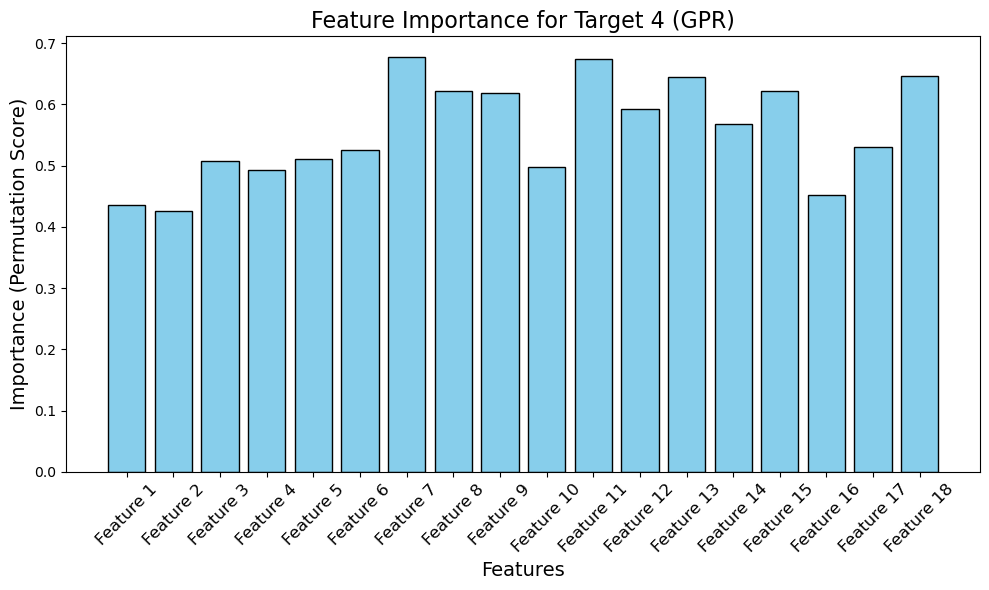 Feature Importance for Target 4 (GPR)
Importance (Permutation Score)
0.7
0.6
0.5
0.4
0.3
0.2
0.1
0.0
Feature 1
Feature 2
Feature 3
Feature 4
Feature 5
Feature 6
Feature 7
Feature 8
Feature 9
Feature 10
Feature 11
Feature 12
Feature 13
Feature 14
Feature 15
Feature 16
Feature 17
Feature 18
Features